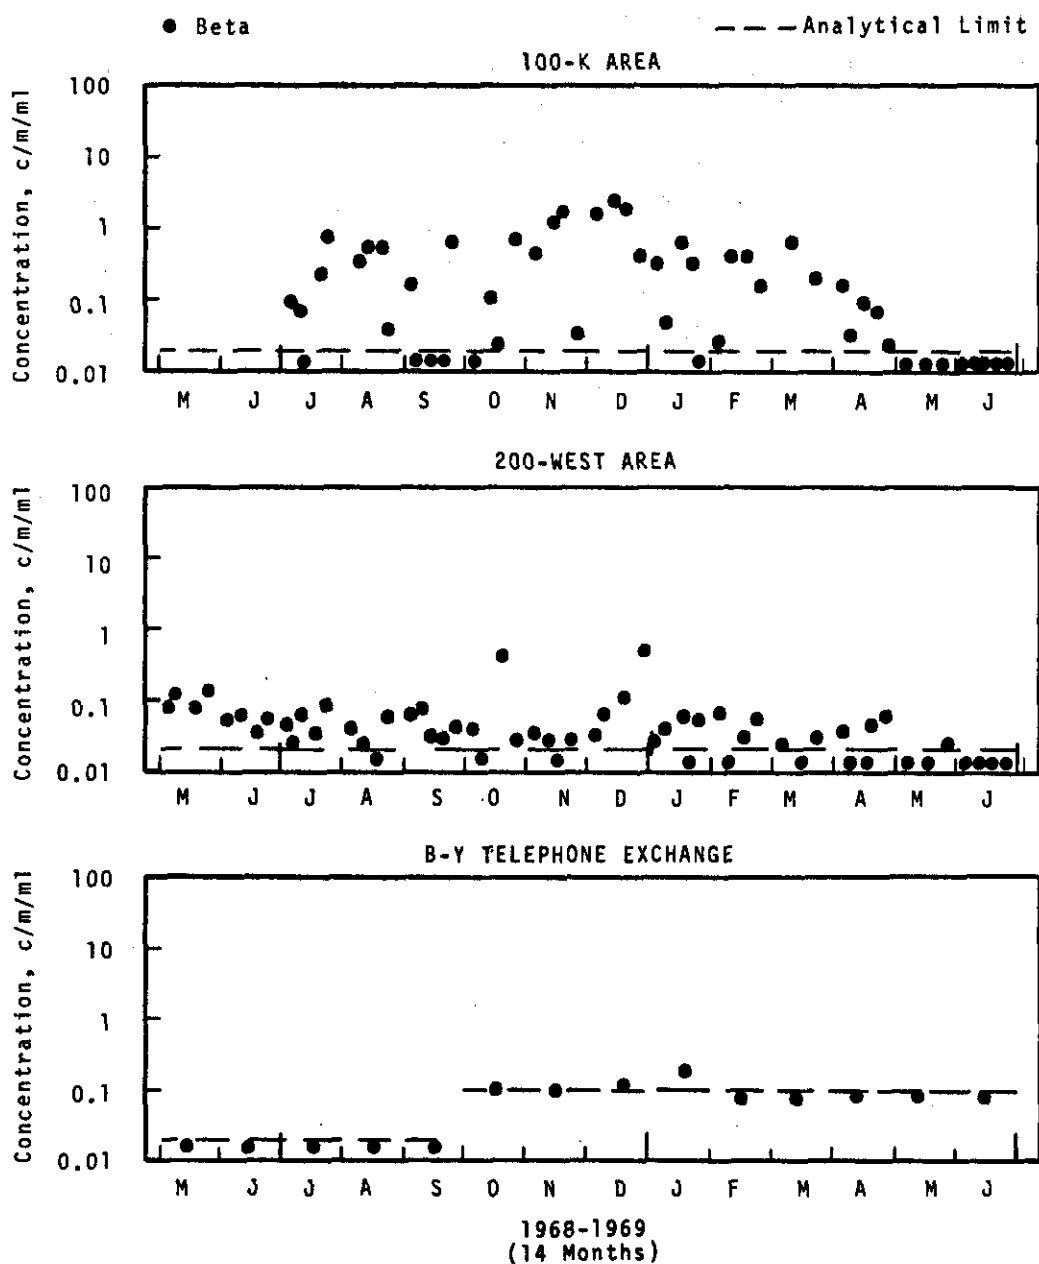 Beta
Analytical Limit
100-K AREA
Concentration, c/m/ml
100
10
1
0.1
0.01
M J J A S O N D J F M A M J
200-WEST AREA
Concentration, c/m/ml
100
10
1
0.1
0.01
M J J A S O N D J F M A M J
B-Y TELEPHONE EXCHANGE
Concentration, c/m/ml
100
10
1
0.1
0.01
M J J A S O N D J F M A M J
1968-1969
(14 Months)